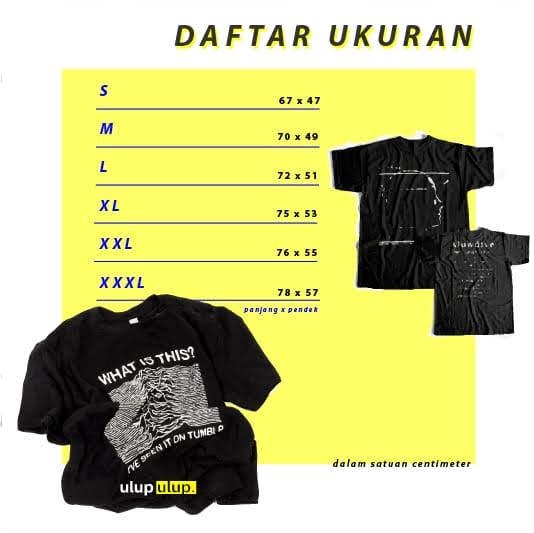 DAFTAR UKURAN
S
67 x 47
M
70 x 49
L
72 x 51
XL
75 x 53
XXL
76 x 55
XXXL
78 x 57
panjang x pendek
WHAT IS THIS?
I'VE SEEN IT ON TUMBLR
ulupulup.
dalam satuan centimeter